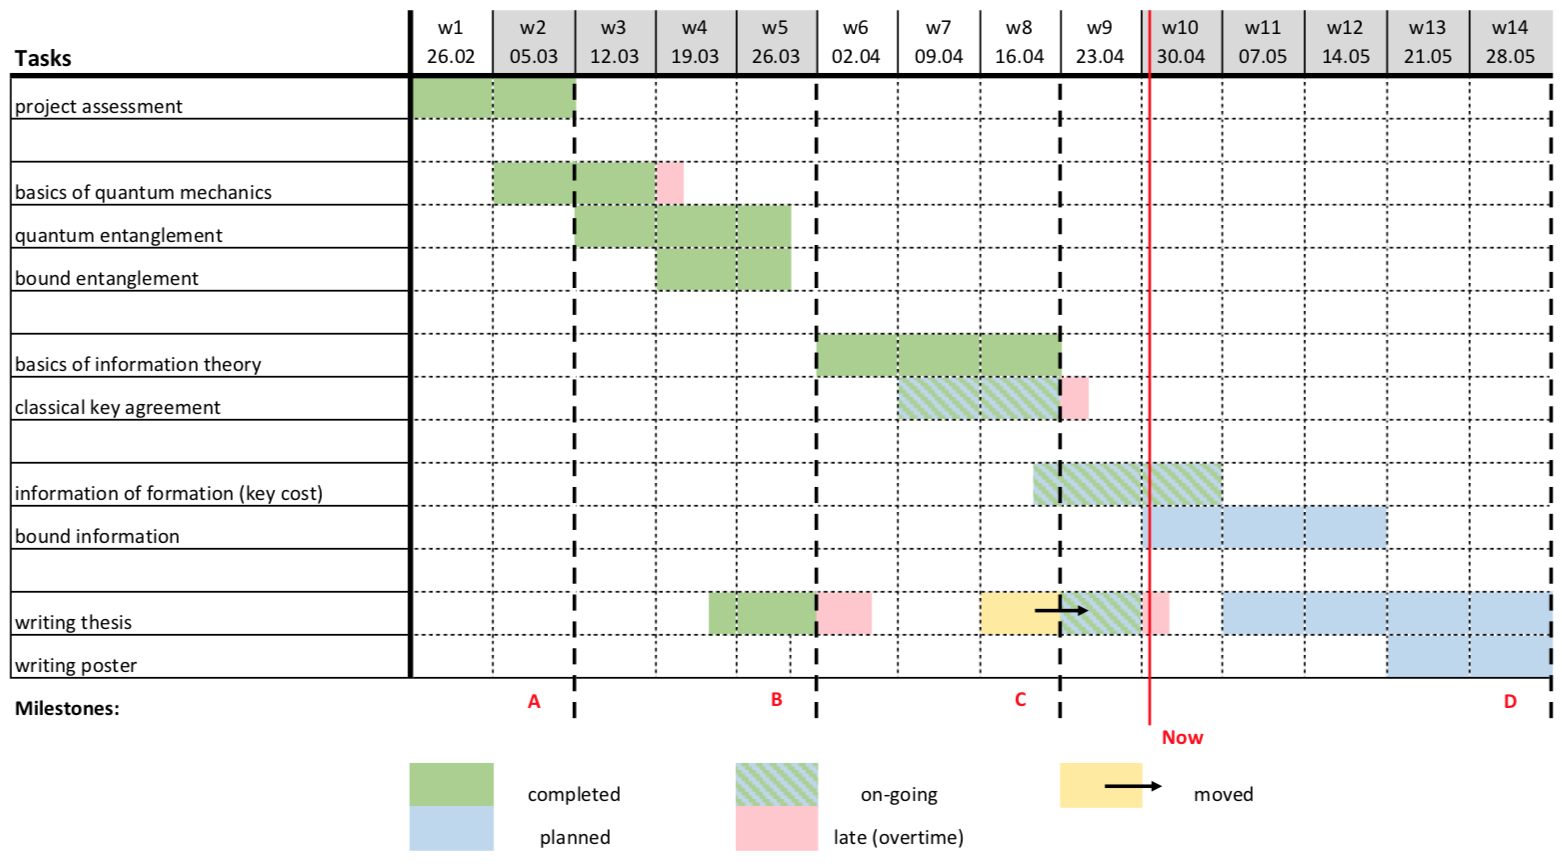 Tasks
w1 w2 w3 w4 w5 w6 w7 w8 w9 w10 w11 w12 w13 w14
26.02 05.03 12.03 19.03 26.03 02.04 09.04 16.04 23.04 30.04 07.05 14.05 21.05 28.05
project assessment
basics of quantum mechanics
quantum entanglement
bound entanglement
basics of information theory
classical key agreement
information of formation (key cost)
bound information
writing thesis
writing poster
Milestones: A B C D
Now
completed on-going moved
planned late (overtime)